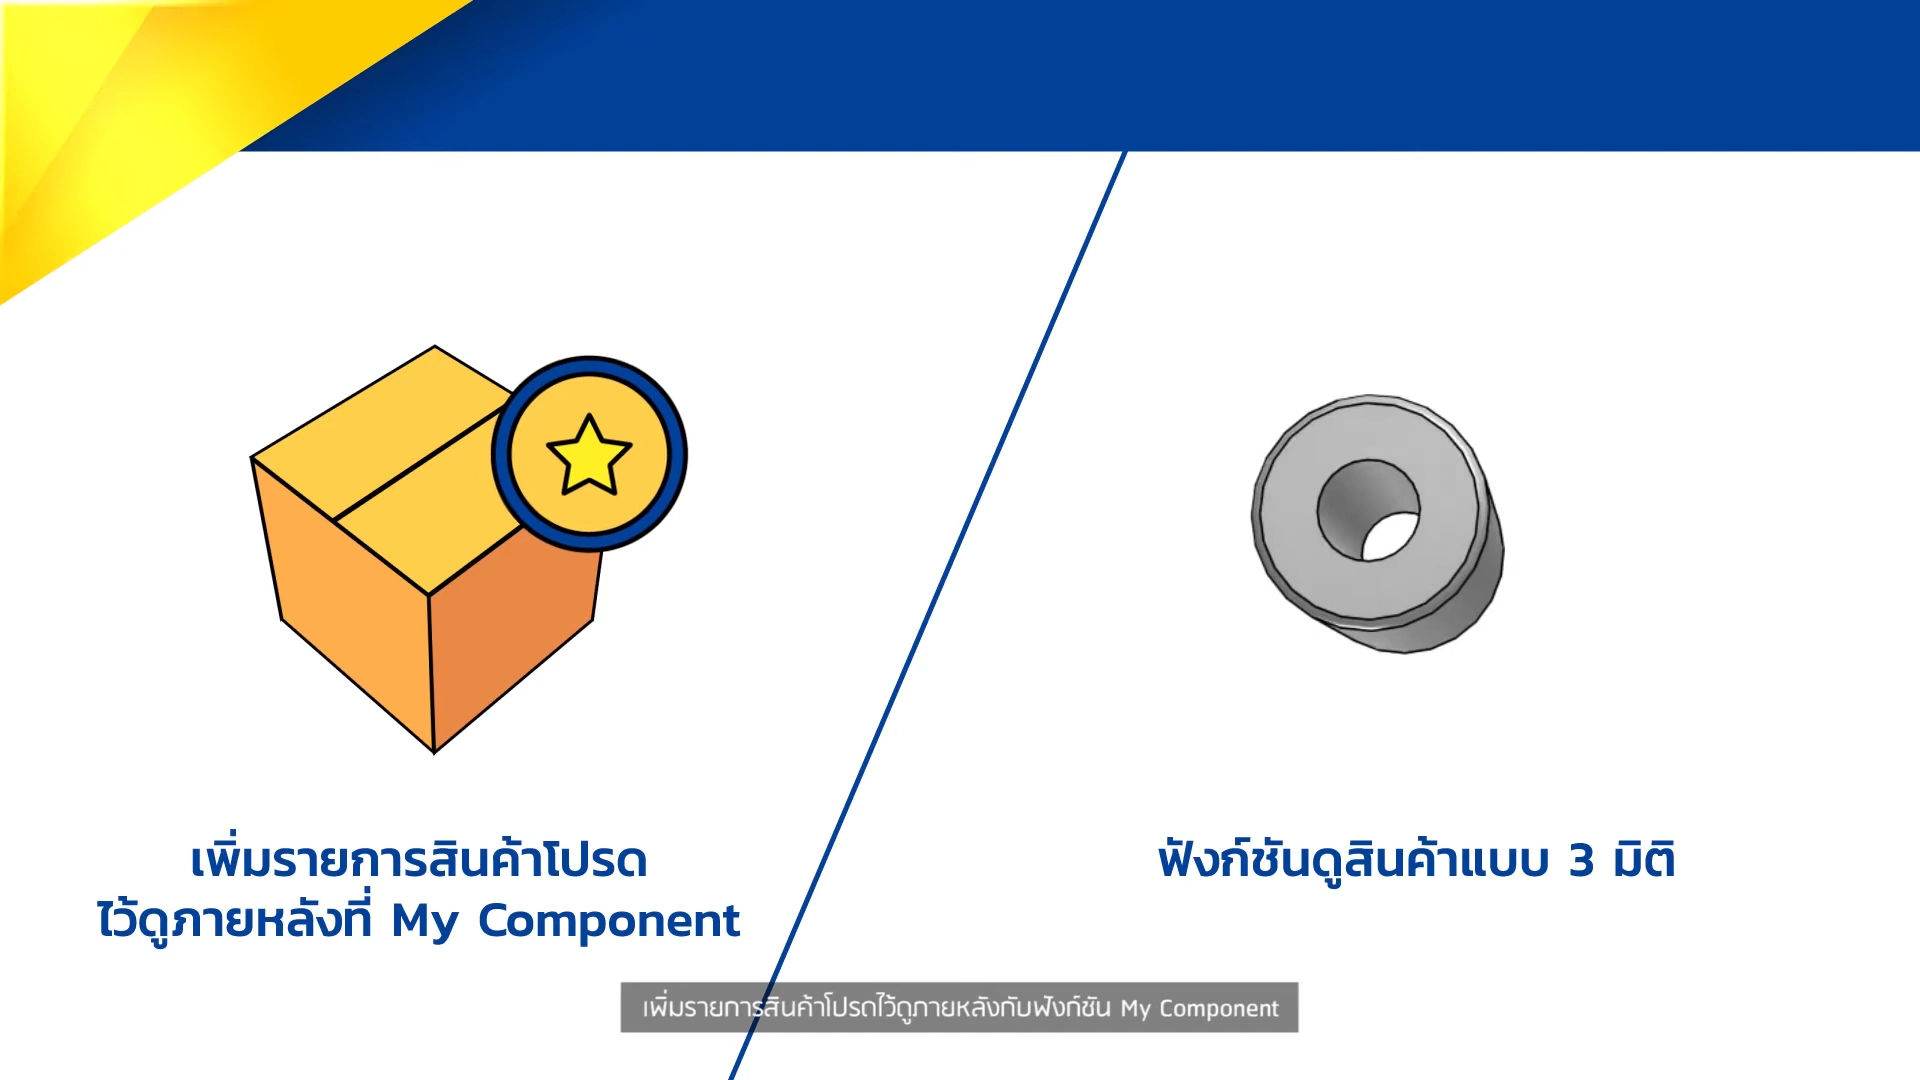 เพิ่มรายการสินค้าโปรด
ไว้ดูภายหลังที่ My Component
ฟังก์ชันดูสินค้าแบบ 3 มิติ
เพิ่มรายการสินค้าโปรดไว้ดูภายหลังกับฟังก์ชัน My Component